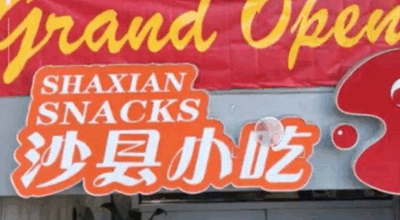 Grand Open
SHAXIAN
SNACKS
沙县小吃